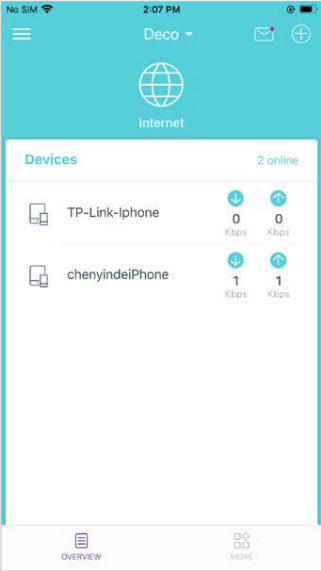 No SIM 2:07 PM
Deco
Internet
Devices 2 online
TP-Link-Iphone
0 0
Kbps Kbps
chenyindeiPhone
1 1
Kbps Kbps
OVERVIEW MORE